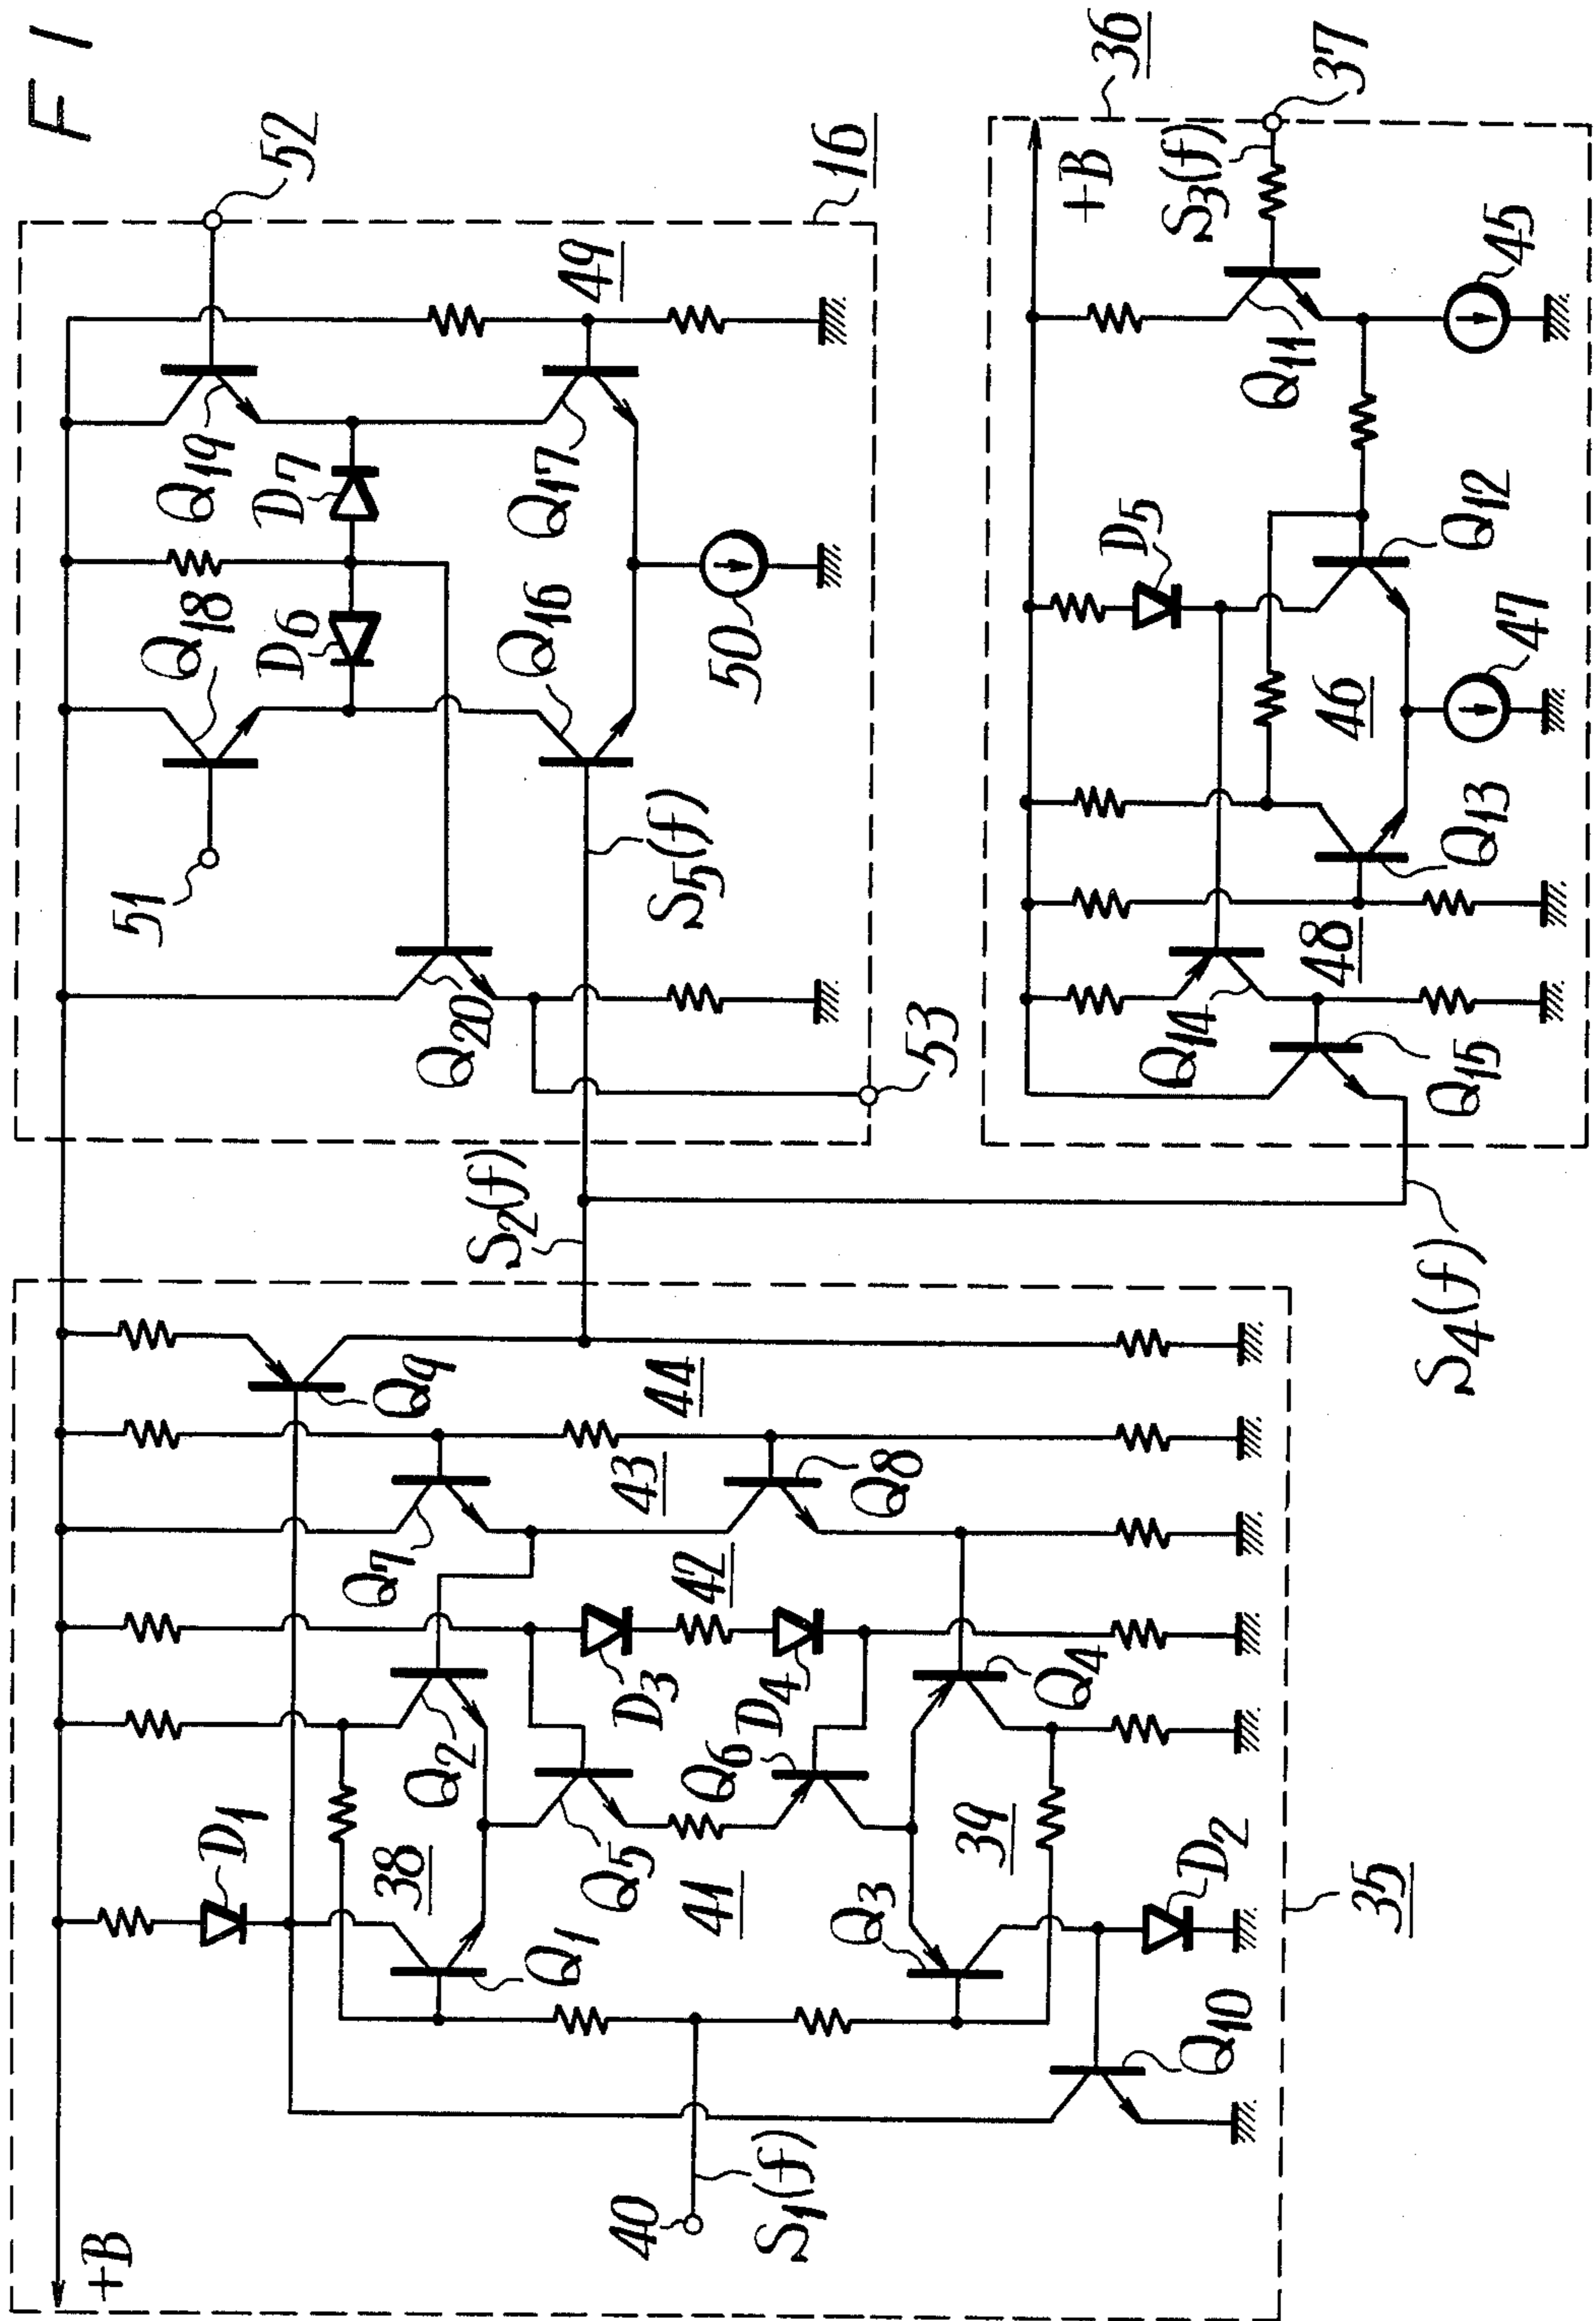 F 1
52
16
49
Q19
D7
Q17
Q18
D6
Q16
50
51
S5(f)
Q20
53
S2(f)
36
37
+B
S3(f)
45
Q11
D5
Q12
46
47
Q13
48
Q14
Q15
S4(f)
Q9
44
43
Q8
Q7
42
D3
D4
Q4
Q2
Q6
D1
38
Q5
41
39
D2
Q3
Q1
35
Q10
40
S1(f)
+B